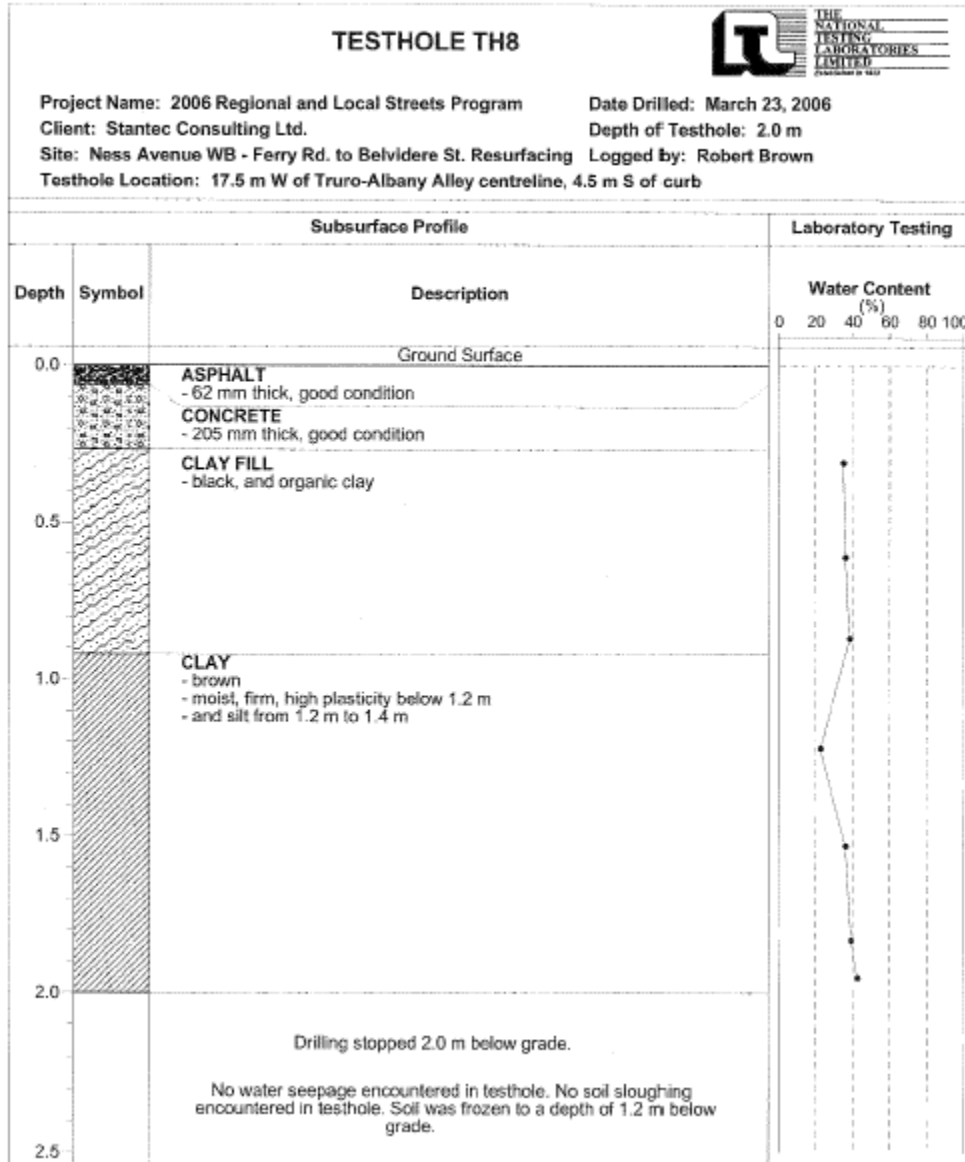 TESTHOLE TH8
THE
NATIONAL
TESTING
LABORATORIES
LIMITED
Project Name: 2006 Regional and Local Streets Program
Date Drilled: March 23, 2006
Client: Stantec Consulting Ltd.
Depth of Testhole: 2.0 m
Site: Ness Avenue WB - Ferry Rd. to Belvidere St. Resurfacing
Logged by: Robert Brown
Testhole Location: 17.5 m W of Truro-Albany Alley centreline, 4.5 m S of curb
Subsurface Profile
Laboratory Testing
Depth
Symbol
Description
Water Content
(%)
0 20 40 60 80 100
Ground Surface
0.0
ASPHALT
- 62 mm thick, good condition
CONCRETE
- 205 mm thick, good condition
CLAY FILL
- black, and organic clay
0.5
CLAY
- brown
1.0
- moist, firm, high plasticity below 1.2 m
- and silt from 1.2 m to 1.4 m
1.5
2.0
Drilling stopped 2.0 m below grade.
No water seepage encountered in testhole. No soil sloughing
encountered in testhole. Soil was frozen to a depth of 1.2 m below
grade.
2.5